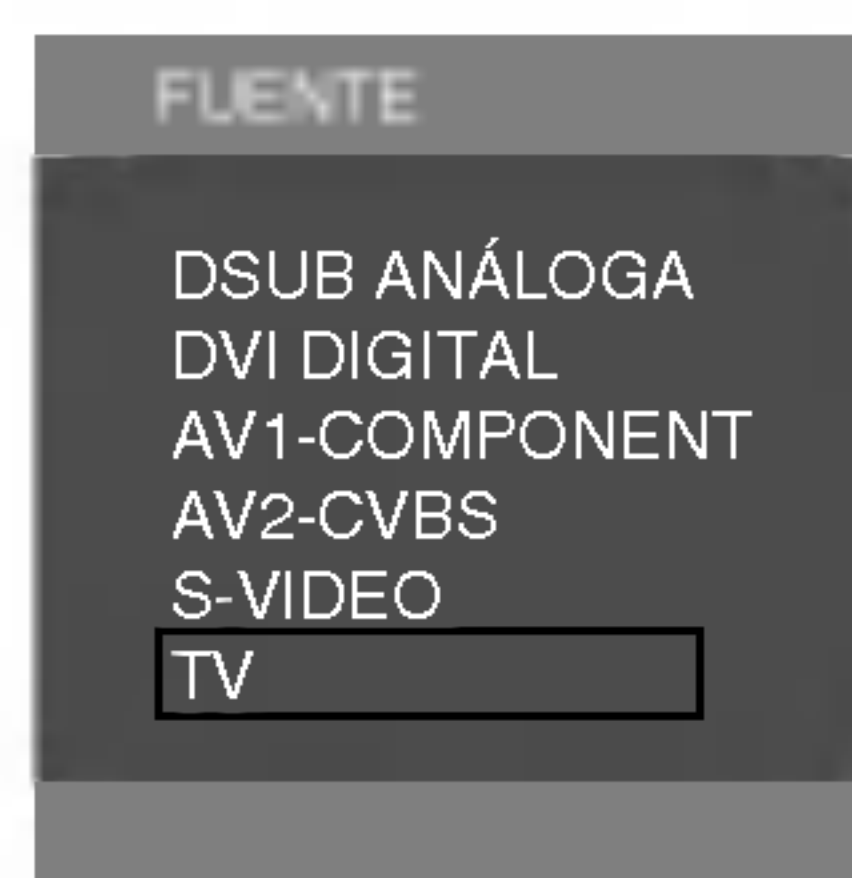 FUENTE
DSUB ANÁLOGA
DVI DIGITAL
AV1-COMPONENT
AV2-CVBS
S-VIDEO
TV